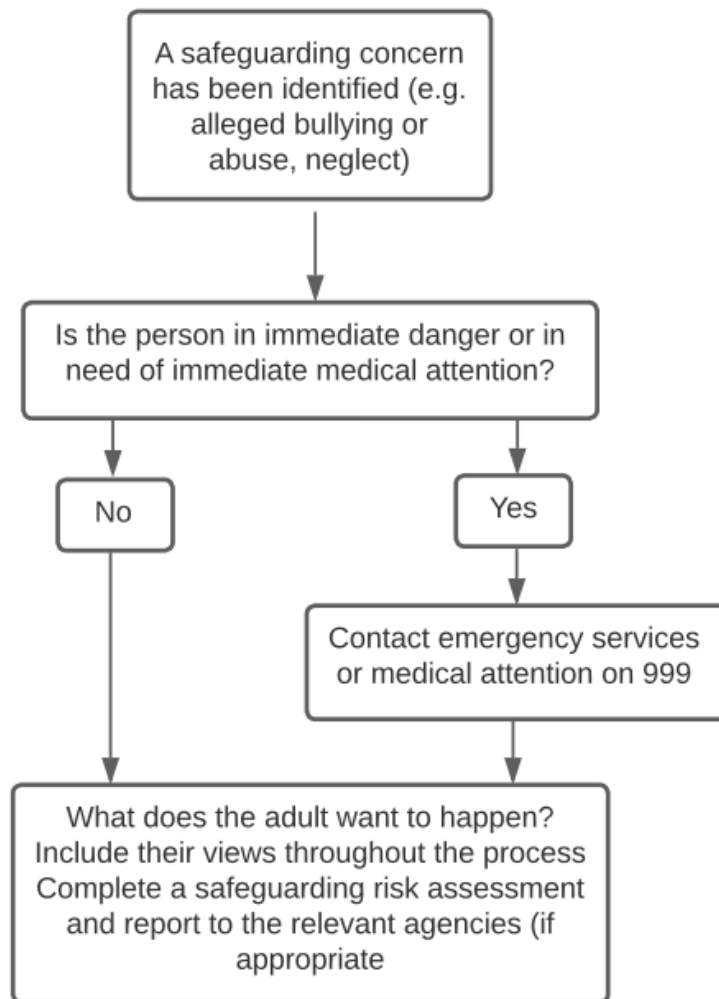 A safeguarding concern
has been identified (e.g.
alleged bullying or
abuse, neglect)
Is the person in immediate danger or in
need of immediate medical attention?
No
Yes
Contact emergency services
or medical attention on 999
What does the adult want to happen?
Include their views throughout the process
Complete a safeguarding risk assessment
and report to the relevant agencies (if
appropriate